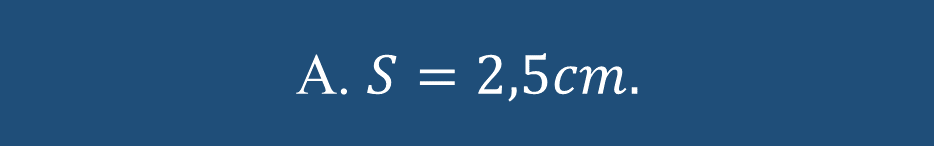 A. S = 2,5cm.